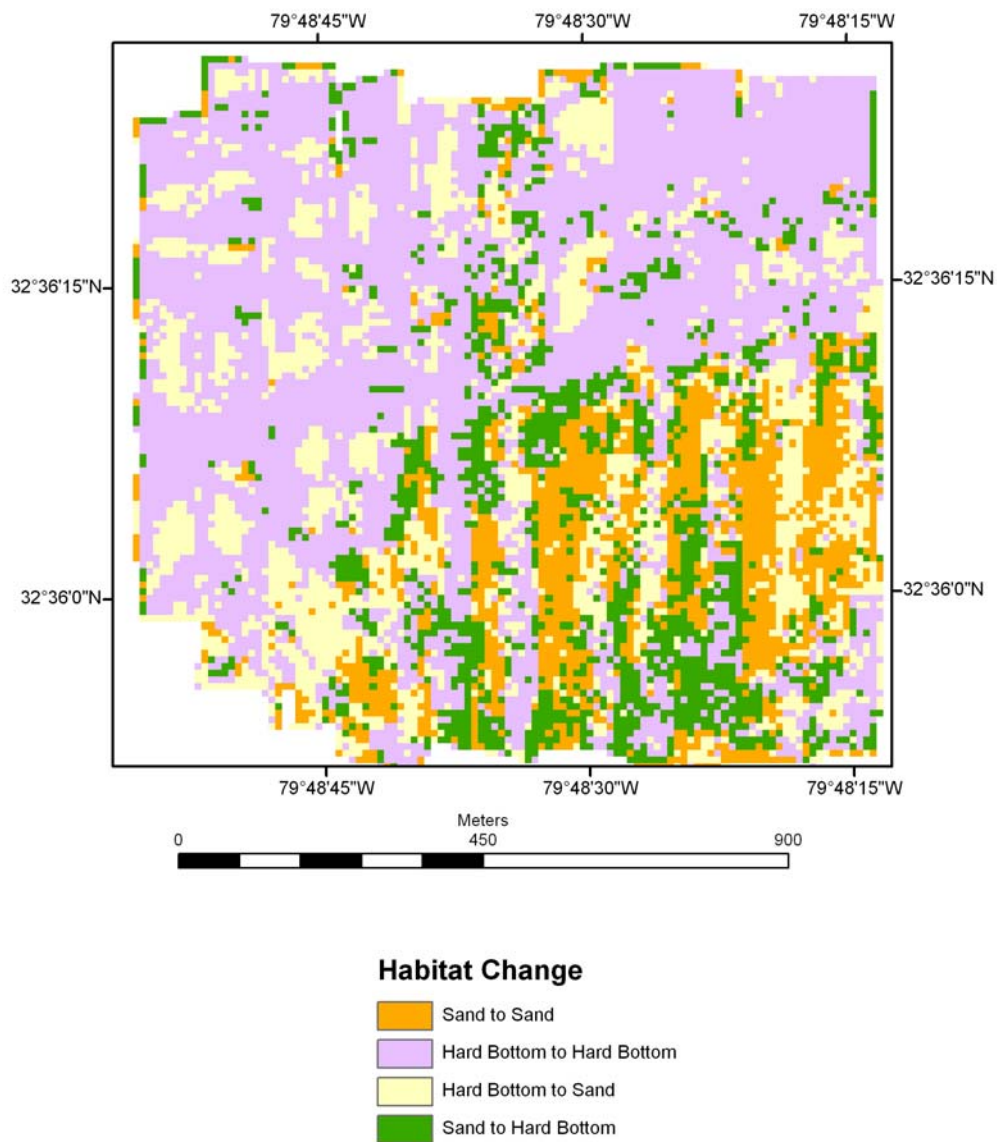 79°48'45"W 79°48'30"W 79°48'15"W
32°36'15"N 32°36'15"N
32°36'0"N 32°36'0"N
79°48'45"W 79°48'30"W 79°48'15"W
Meters
0 450 900
Habitat Change
Sand to Sand
Hard Bottom to Hard Bottom
Hard Bottom to Sand
Sand to Hard Bottom